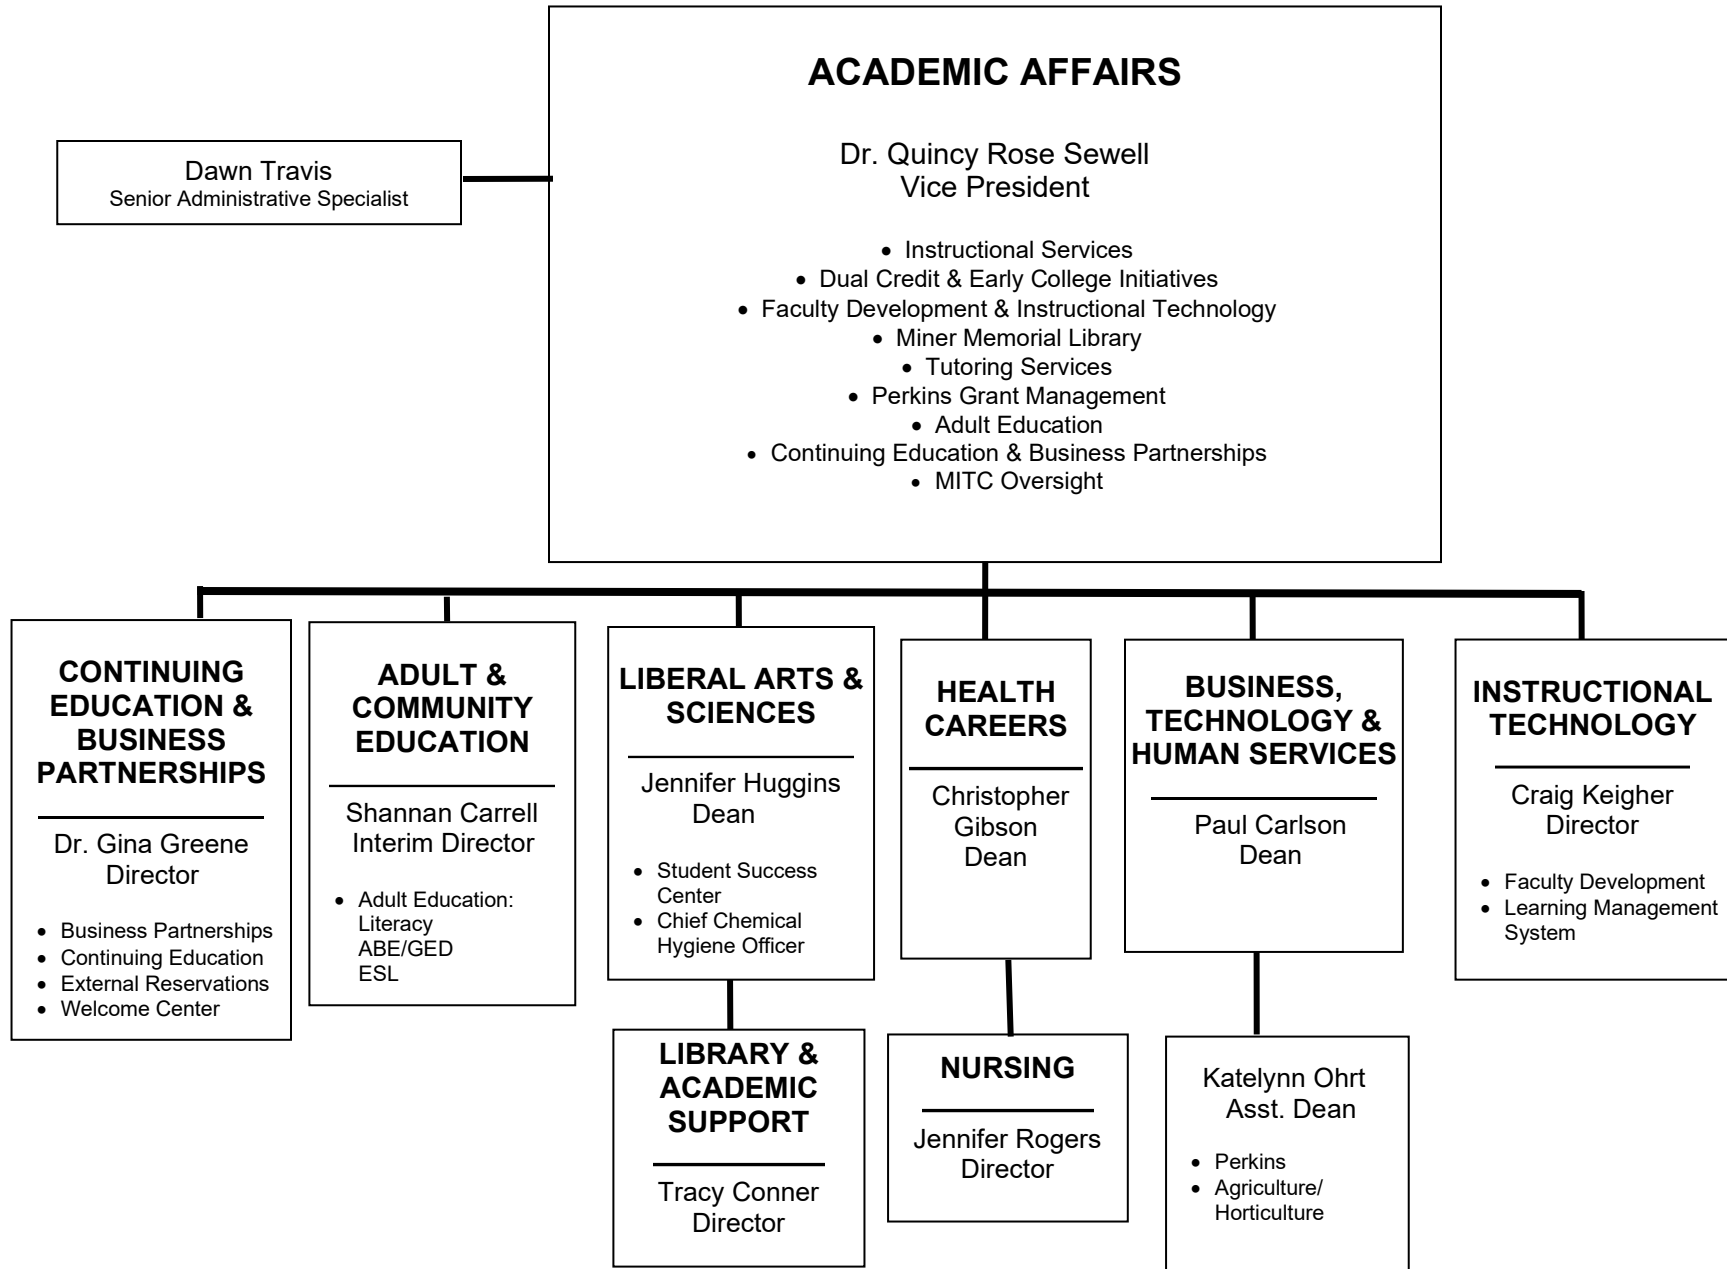 ACADEMIC AFFAIRS
Dr. Quincy Rose Sewell
Vice President
Dawn Travis
Senior Administrative Specialist
• Instructional Services
• Dual Credit & Early College Initiatives
• Faculty Development & Instructional Technology
• Miner Memorial Library
• Tutoring Services
• Perkins Grant Management
• Adult Education
• Continuing Education & Business Partnerships
• MITC Oversight
CONTINUING
EDUCATION &
BUSINESS
PARTNERSHIPS
Dr. Gina Greene
Director
• Business Partnerships
• Continuing Education
• External Reservations
• Welcome Center
ADULT &
COMMUNITY
EDUCATION
Shannan Carrell
Interim Director
• Adult Education:
Literacy
ABE/GED
ESL
LIBERAL ARTS &
SCIENCES
Jennifer Huggins
Dean
• Student Success
Center
• Chief Chemical
Hygiene Officer
HEALTH
CAREERS
Christopher
Gibson
Dean
BUSINESS,
TECHNOLOGY &
HUMAN SERVICES
Paul Carlson
Dean
INSTRUCTIONAL
TECHNOLOGY
Craig Keigher
Director
• Faculty Development
• Learning Management
System
LIBRARY &
ACADEMIC
SUPPORT
Tracy Conner
Director
NURSING
Jennifer Rogers
Director
Katelynn Ohrt
Asst. Dean
• Perkins
• Agriculture/
Horticulture